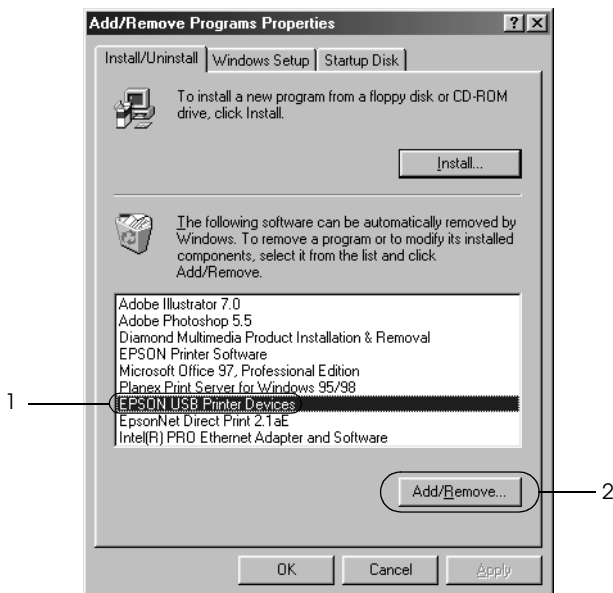 Add/Remove Programs Properties
Install/Uninstall
Windows Setup
Startup Disk
To install a new program from a floppy disk or CD-ROM
drive, click Install.
Install...
The following software can be automatically removed by
Windows. To remove a program or to modify its installed
components, select it from the list and click
Add/Remove.
Adobe Illustrator 7.0
Adobe Photoshop 5.5
Diamond Multimedia Product Installation & Removal
EPSON Printer Software
Microsoft Office 97, Professional Edition
Planex Print Server for Windows 95/98
1
EPSON USB Printer Devices
EpsonNet Direct Print 2.1aE
Intel(R) PRO Ethernet Adapter and Software
Add/Remove...
2
OK
Cancel
Apply